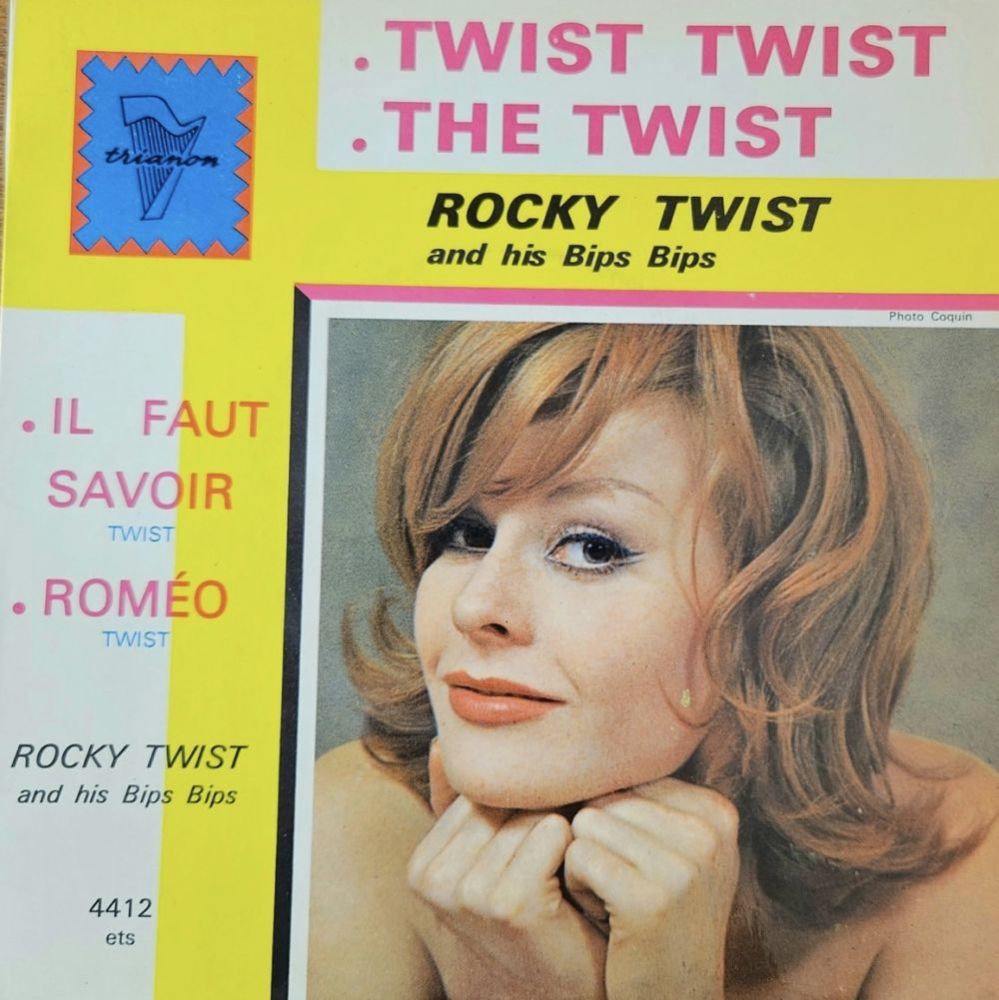 . TWIST TWIST
. THE TWIST
trianon
ROCKY TWIST
and his Bips Bips
Photo Coquin
. IL FAUT
SAVOIR
TWIST
. ROMÉO
TWIST
ROCKY TWIST
and his Bips Bips
4412
ets